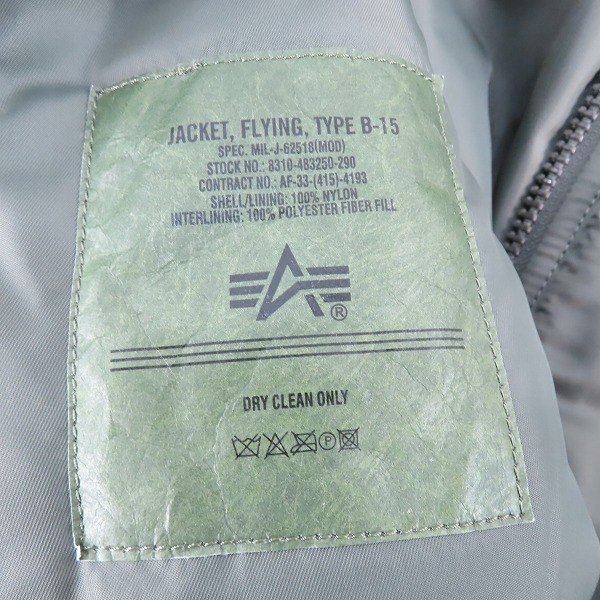 JACKET, FLYING, TYPE B-15
SPEC. MIL-J-62518(MOD)
STOCK NO.: 8310-483250-290
CONTRACT NO.: AF-33-(415)-4193
SHELL/LINING: 100% NYLON
INTERLINING: 100% POLYESTER FIBER FILL
®
DRY CLEAN ONLY
P